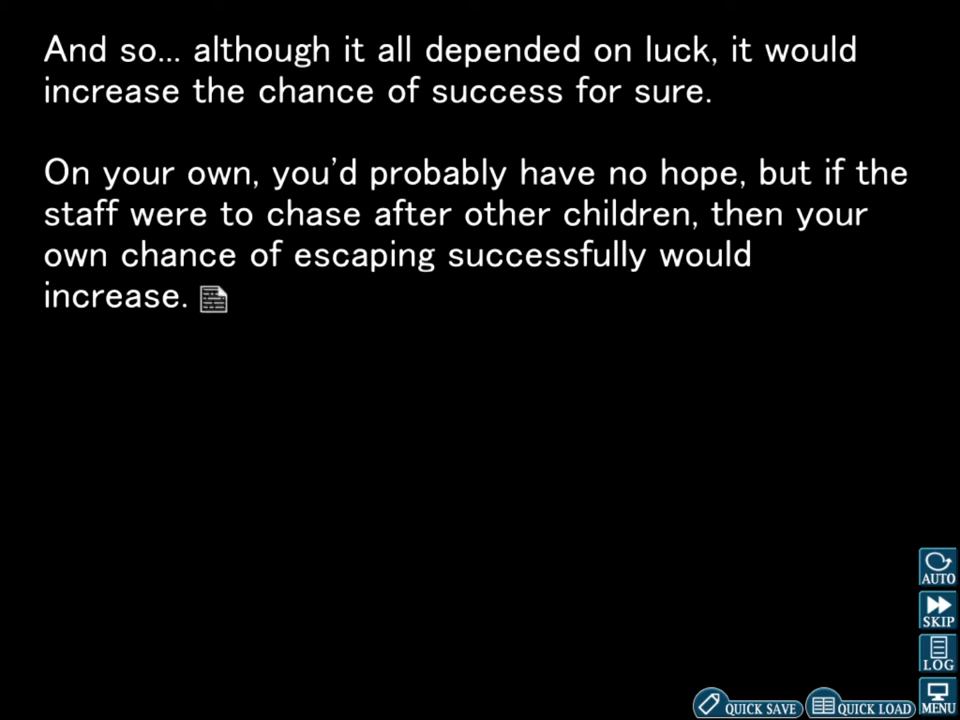 And so... although it all depended on luck, it would
increase the chance of success for sure.
On your own, you'd probably have no hope, but if the
staff were to chase after other children, then your
own chance of escaping successfully would
increase.
AUTO
SKIP
LOG
QUICK SAVE
QUICK LOAD
MENU